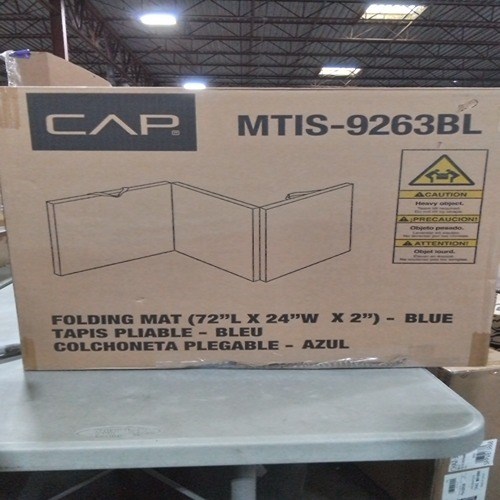 CAP®
MTIS-9263BL
CAUTION
Heavy object.
¡PRECAUCION!
Objeto pesado.
ATTENTION!
Objet lourd.
FOLDING MAT (72"L X 24"W X 2") - BLUE
TAPIS PLIABLE - BLEU
COLCHONETA PLEGABLE - AZUL